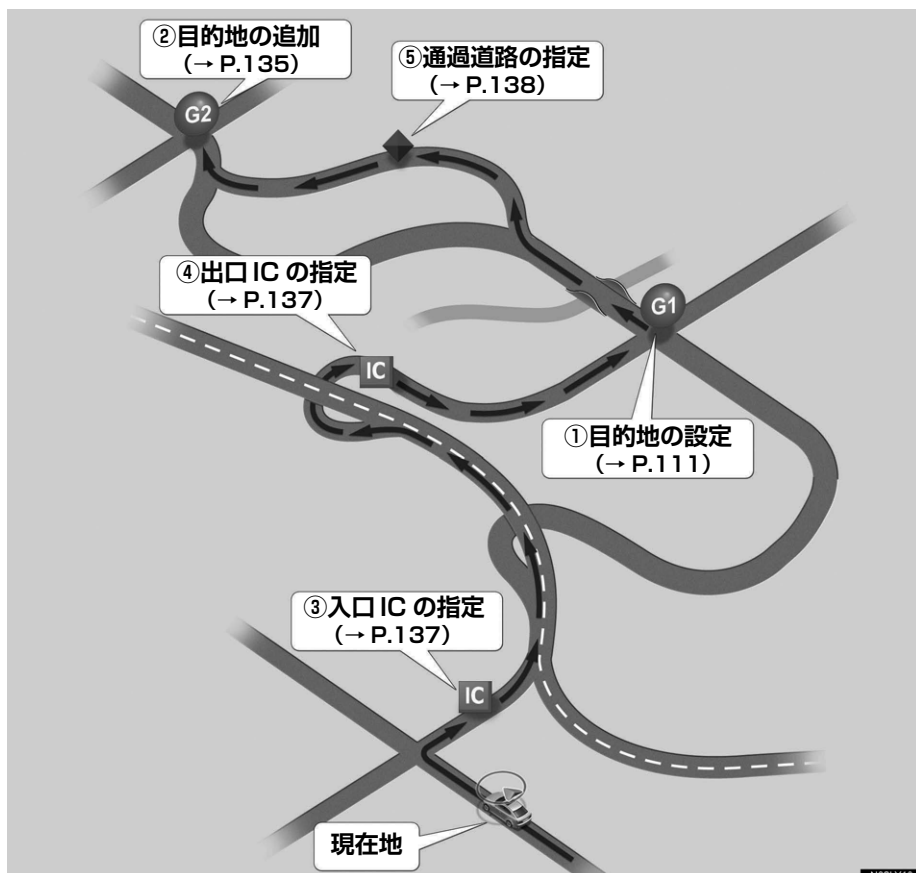 ②目的地の追加
(→ P.135)
⑤通過道路の指定
(→ P.138)
G2
④出口 IC の指定
(→ P.137)
G1
IC
①目的地の設定
(→ P.111)
③入口 IC の指定
(→ P.137)
IC
現在地